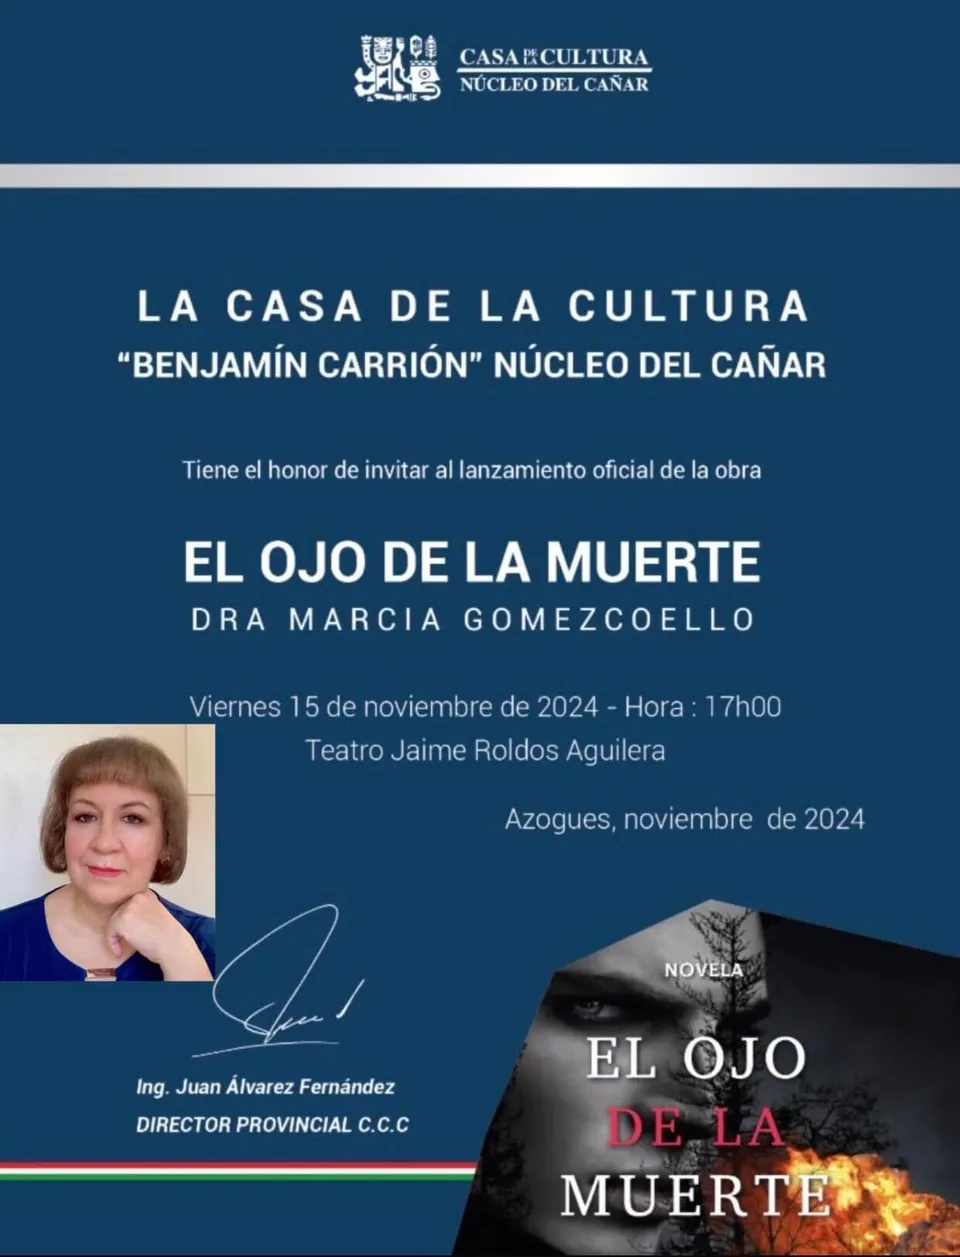 CASA DE LA CULTURA
NÚCLEO DEL CAÑAR
LA CASA DE LA CULTURA
“BENJAMÍN CARRIÓN” NÚCLEO DEL CAÑAR
Tiene el honor de invitar al lanzamiento oficial de la obra
EL OJO DE LA MUERTE
DRA MARCIA GOMEZCOELLO
Viernes 15 de noviembre de 2024 - Hora : 17h00
Teatro Jaime Roldos Aguilera
Azogues, noviembre de 2024
Ing. Juan Álvarez Fernández
DIRECTOR PROVINCIAL C.C.C
NOVELA
EL OJO
DE LA
MUERTE